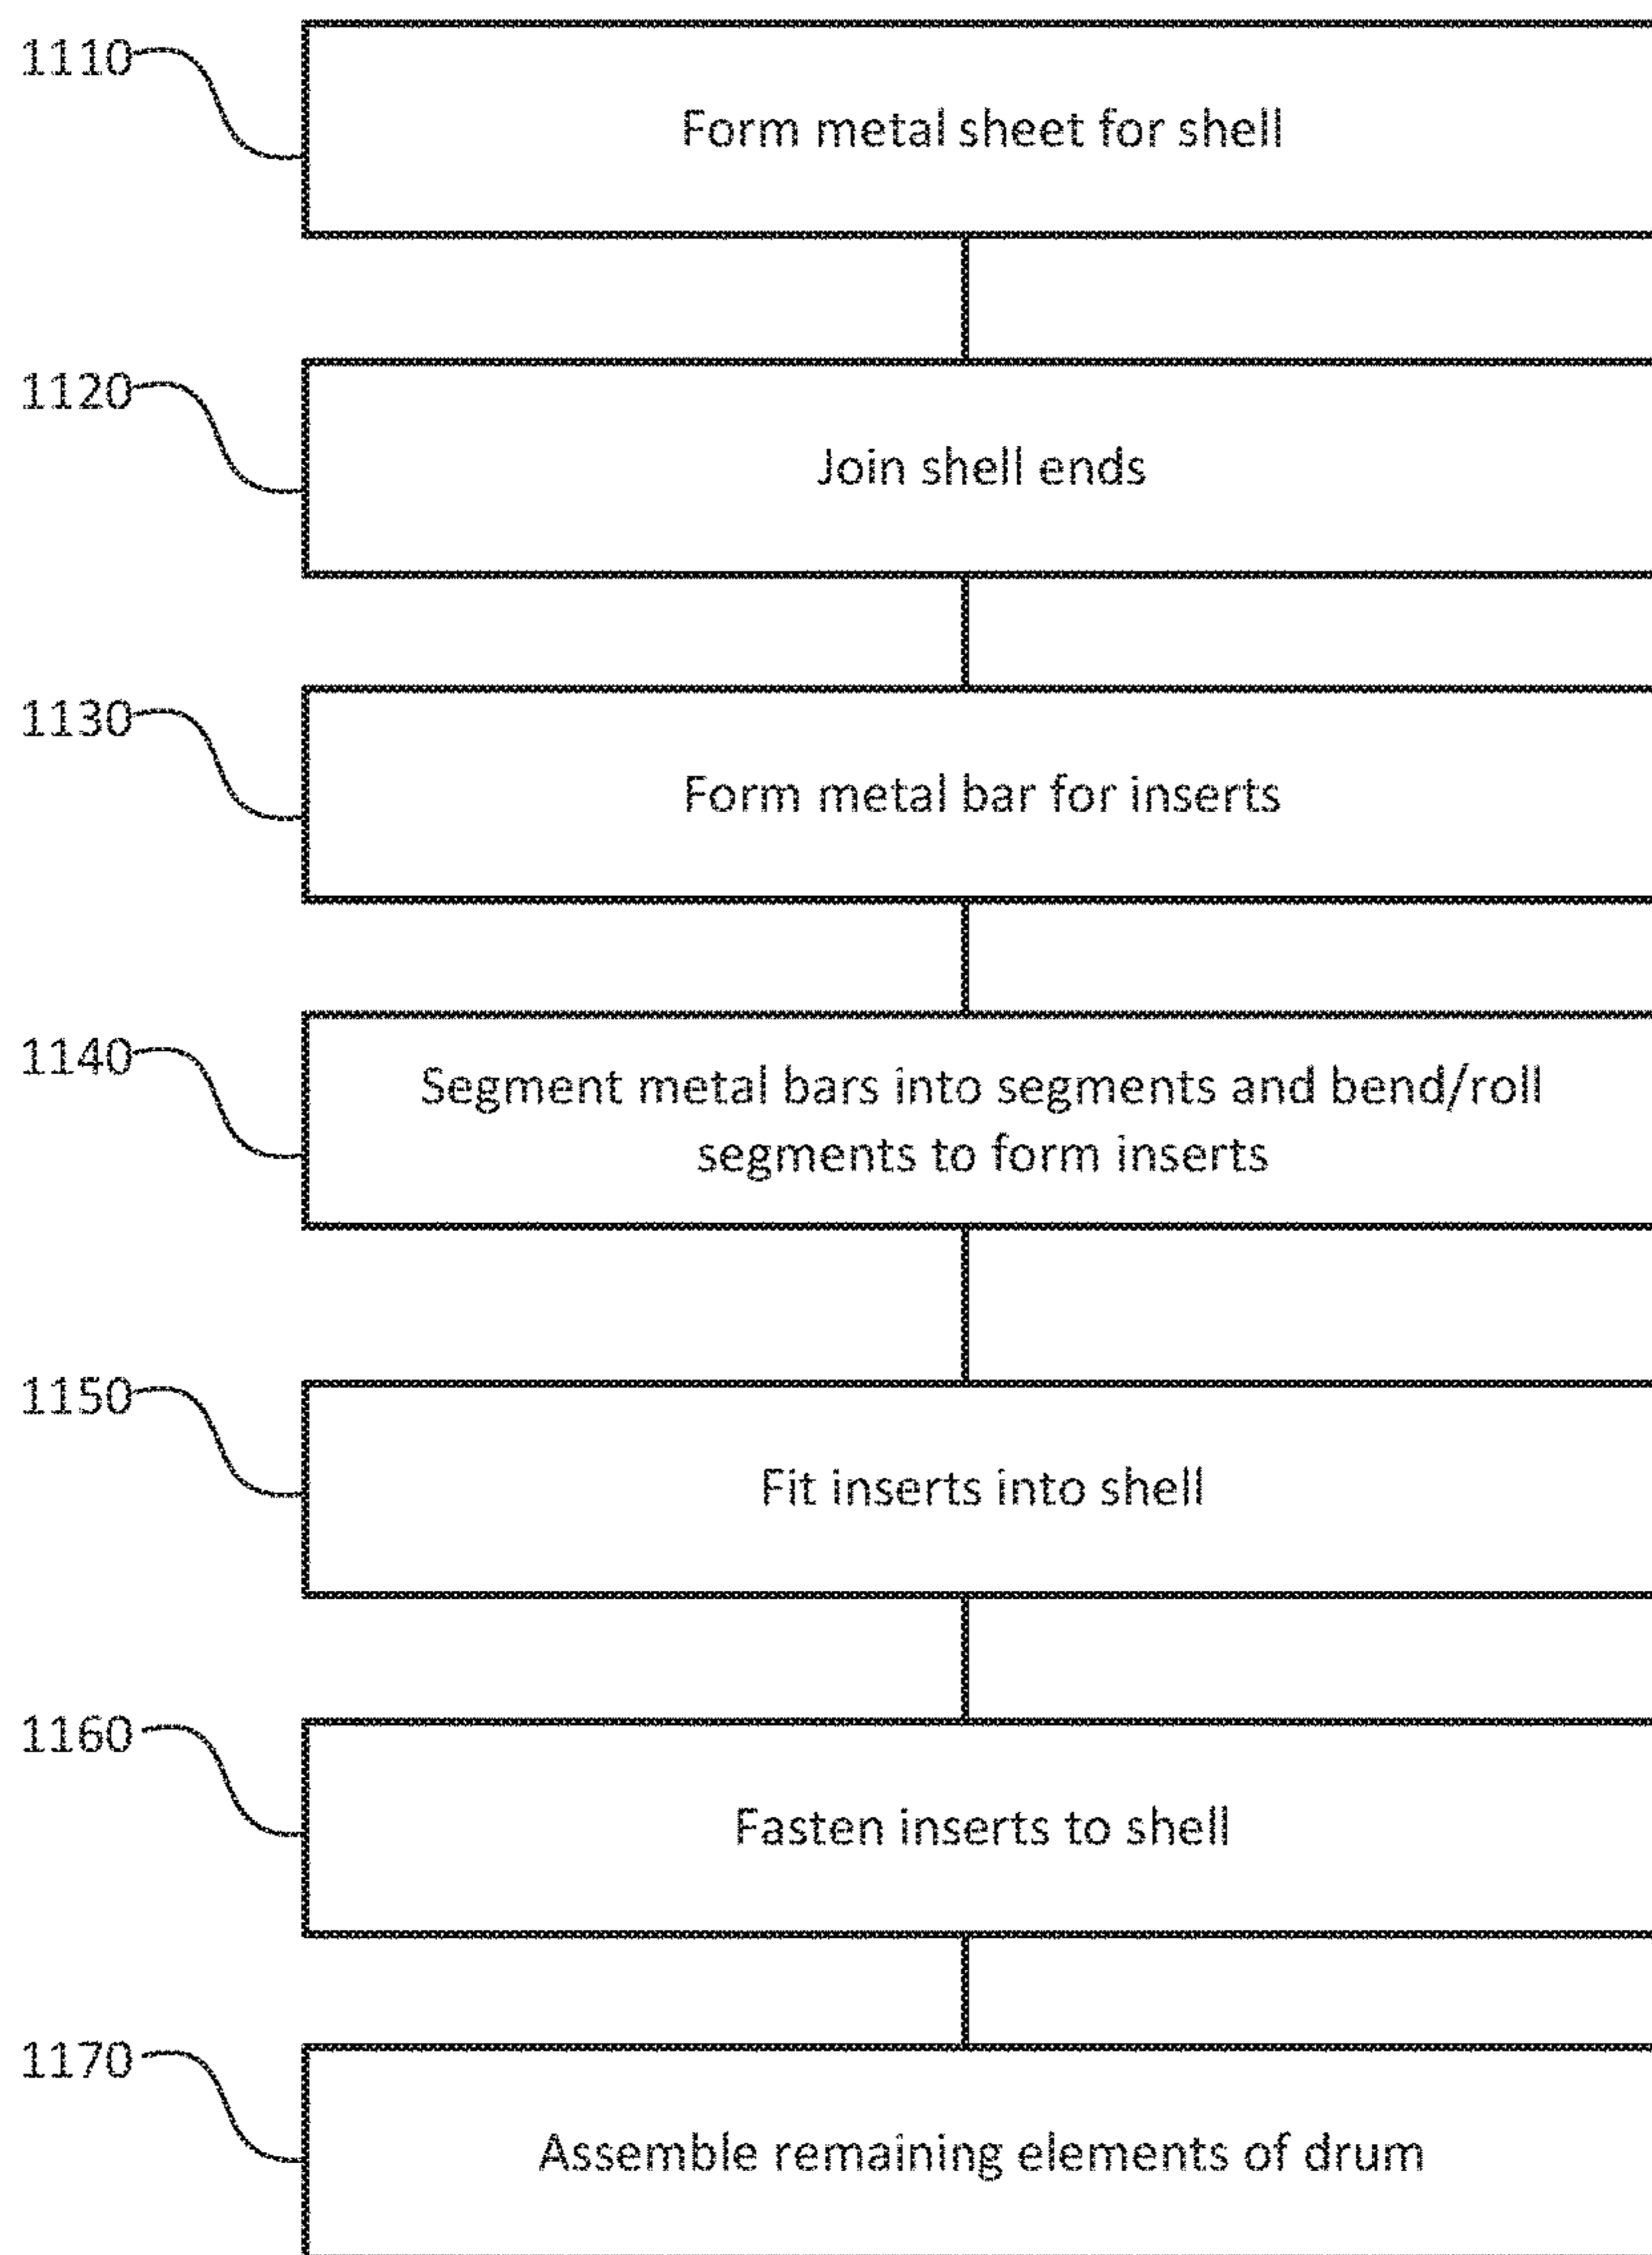 1110
Form metal sheet for shell
1120
Join shell ends
1130
Form metal bar for inserts
1140
Segment metal bars into segments and bend/roll
segments to form inserts
1150
Fit inserts into shell
1160
Fasten inserts to shell
1170
Assemble remaining elements of drum